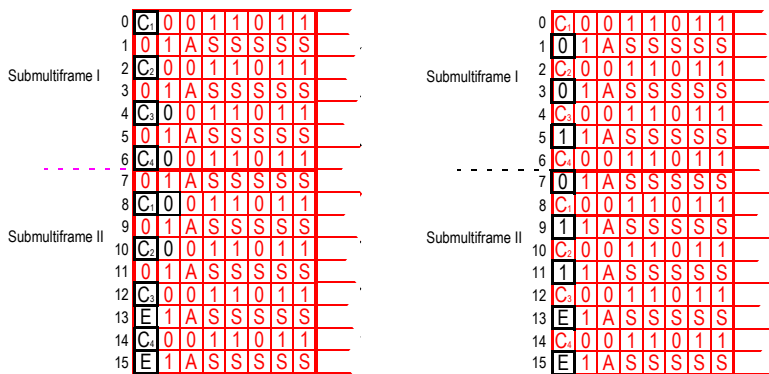 0 C₁ 0 0 1 1 0 1 1
1 0 1 A S S S S S
2 C₂ 0 0 1 1 0 1 1
Submultiframe I
3 0 1 A S S S S S
4 C₃ 0 0 1 1 0 1 1
5 0 1 A S S S S S
6 C₄ 0 0 1 1 0 1 1
7 0 1 A S S S S S
8 C₁ 0 0 1 1 0 1 1
9 0 1 A S S S S S
Submultiframe II
10 C₂ 0 0 1 1 0 1 1
11 0 1 A S S S S S
12 C₃ 0 0 1 1 0 1 1
13 E 1 A S S S S S
14 C₄ 0 0 1 1 0 1 1
15 E 1 A S S S S S
0 C₁ 0 0 1 1 0 1 1
1 0 1 A S S S S S
2 C₂ 0 0 1 1 0 1 1
Submultiframe I
3 0 1 A S S S S S
4 C₃ 0 0 1 1 0 1 1
5 1 1 A S S S S S
6 C₄ 0 0 1 1 0 1 1
7 0 1 A S S S S S
8 C₁ 0 0 1 1 0 1 1
9 1 1 A S S S S S
Submultiframe II
10 C₂ 0 0 1 1 0 1 1
11 1 1 A S S S S S
12 C₃ 0 0 1 1 0 1 1
13 E 1 A S S S S S
14 C₄ 0 0 1 1 0 1 1
15 E 1 A S S S S S